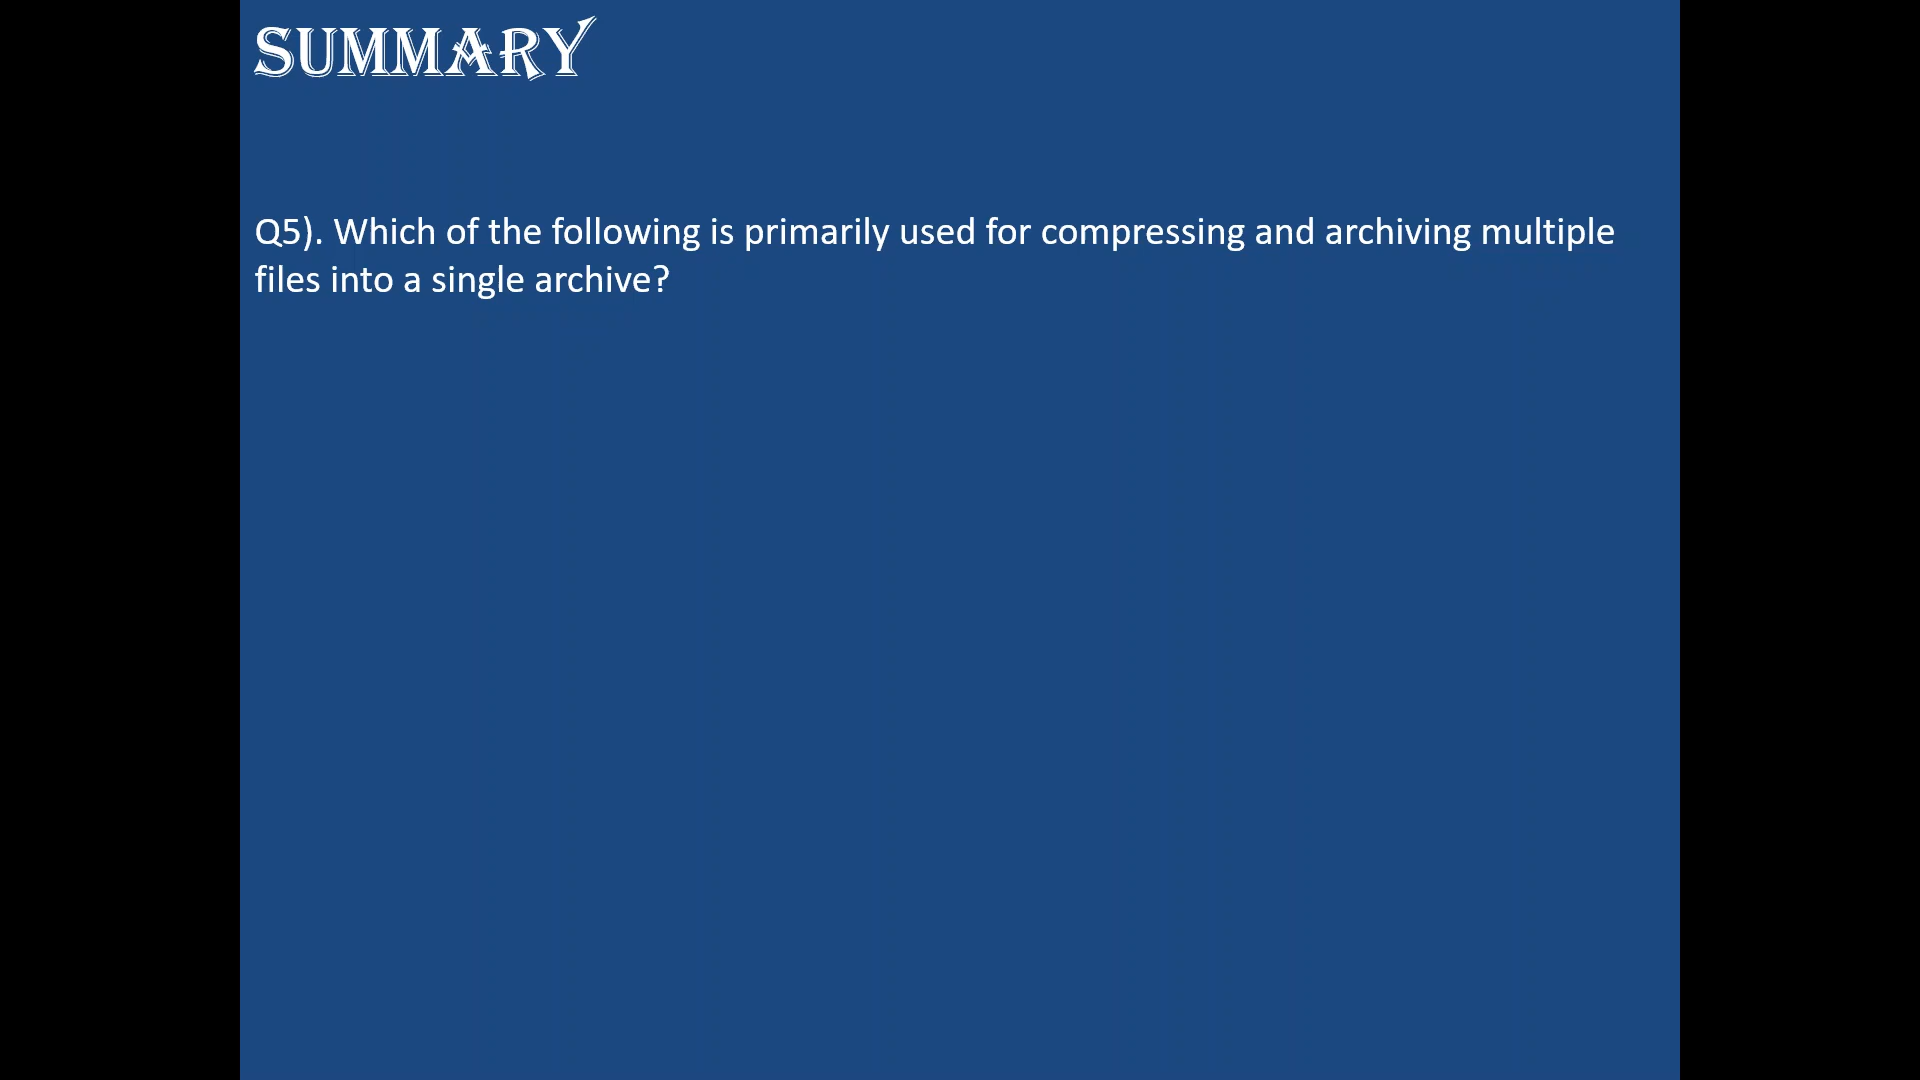 SUMMARY
Q5). Which of the following is primarily used for compressing and archiving multiple
files into a single archive?